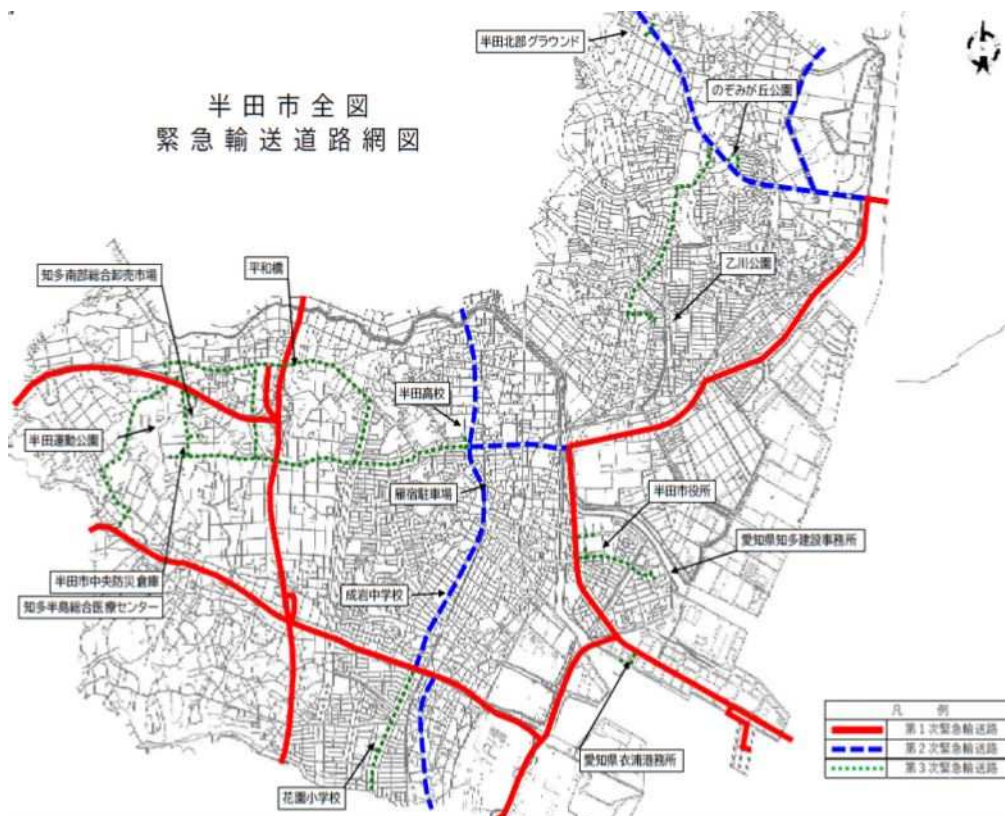 半田市全図
緊急輸送道路網図
半田北部グラウンド
のぞみが丘公園
乙川公園
知多南部総合卸売市場
平和橋
半田高校
半田運動公園
雁宿駐車場
半田市役所
愛知県知多建設事務所
半田市中央防災倉庫
知多半島総合医療センター
成岩中学校
花園小学校
愛知県衣浦港務所
凡例
第1次緊急輸送道路
第2次緊急輸送路
第3次緊急輸送路